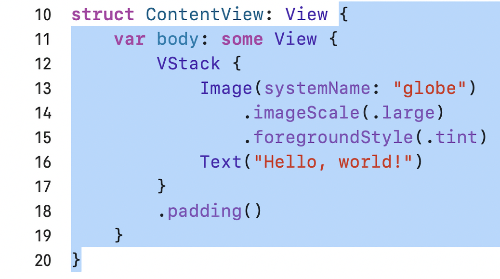 10 struct ContentView: View {
11     var body: some View {
12         VStack {
13             Image(systemName: "globe")
14                 .imageScale(.large)
15                 .foregroundStyle(.tint)
16             Text("Hello, world!")
17         }
18         .padding()
19     }
20 }